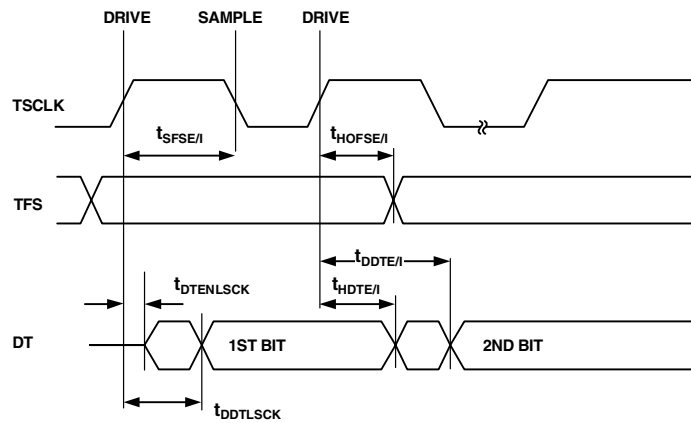 DRIVE SAMPLE DRIVE
TSCLK
tSFSE/I tHOFSE/I
TFS
tDDTE/I
tDTENLSCK tHDTE/I
DT 1ST BIT 2ND BIT
tDDTLSCK